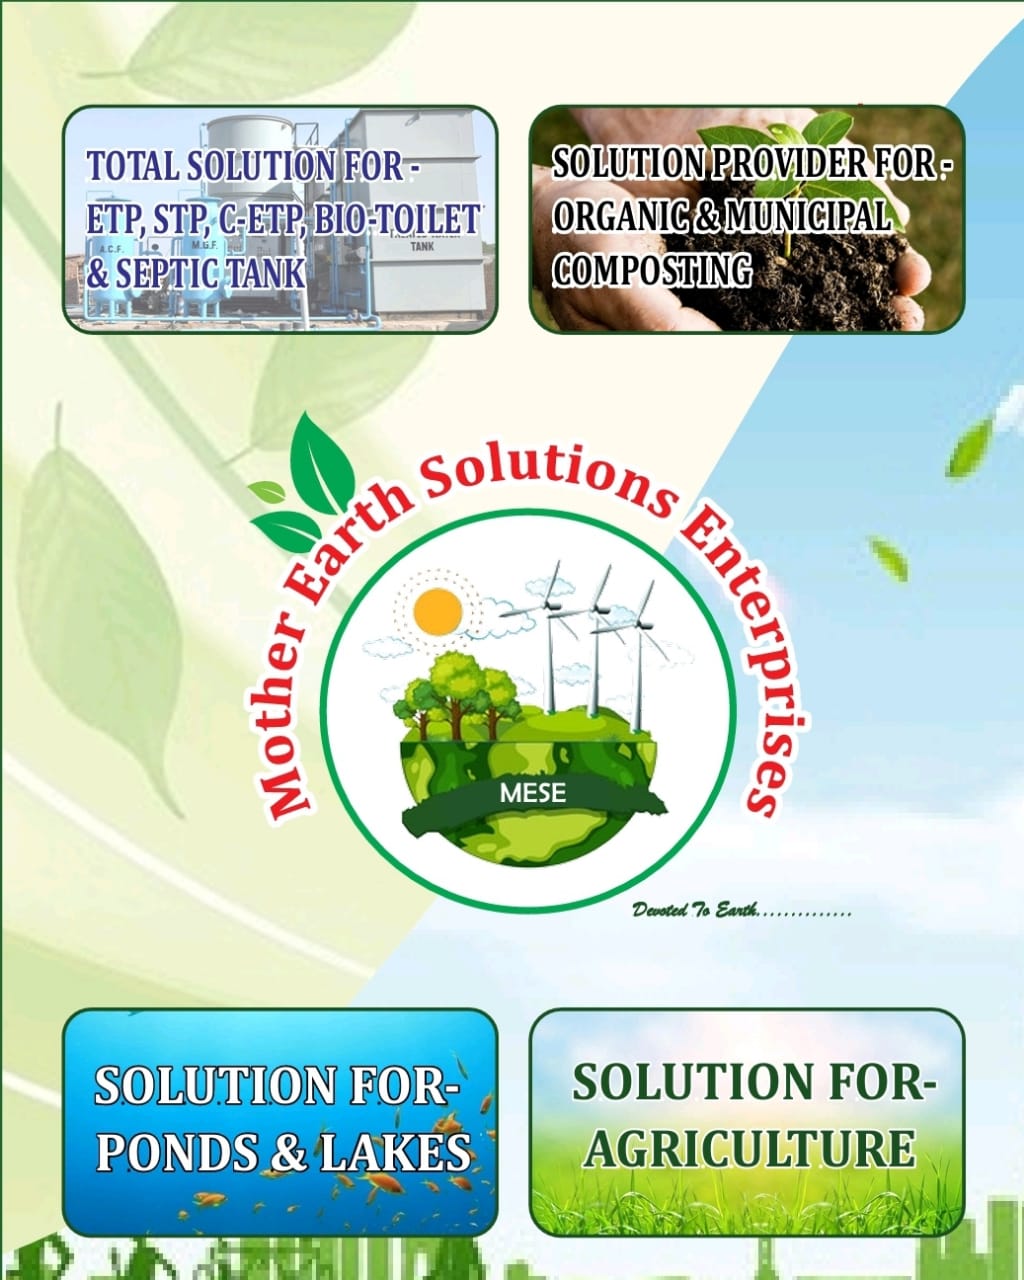 TOTAL SOLUTION FOR -
ETP, STP, C-ETP, BIO-TOILET
& SEPTIC TANK
A.C.F.
M.G.F.
TANK
SOLUTION PROVIDER FOR -
ORGANIC & MUNICIPAL
COMPOSTING
Mother Earth Solutions Enterprises
MESE
Devoted To Earth..............
SOLUTION FOR-
PONDS & LAKES
SOLUTION FOR-
AGRICULTURE